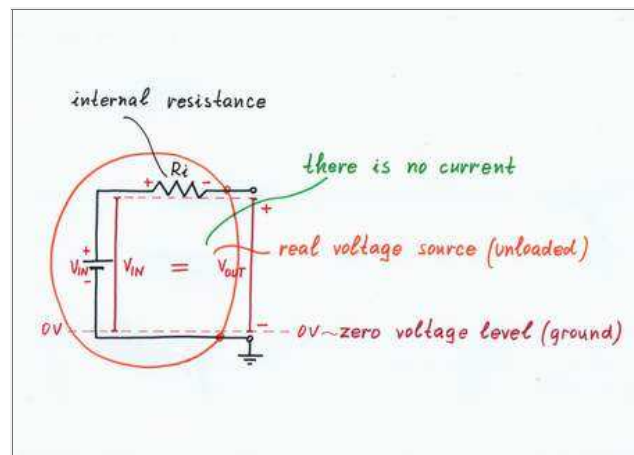 internal resistance
Ri
+ -
there is no current
+
real voltage source (unloaded)
+
VIN
-
VIN = VOUT
-
0V
0V~zero voltage level (ground)